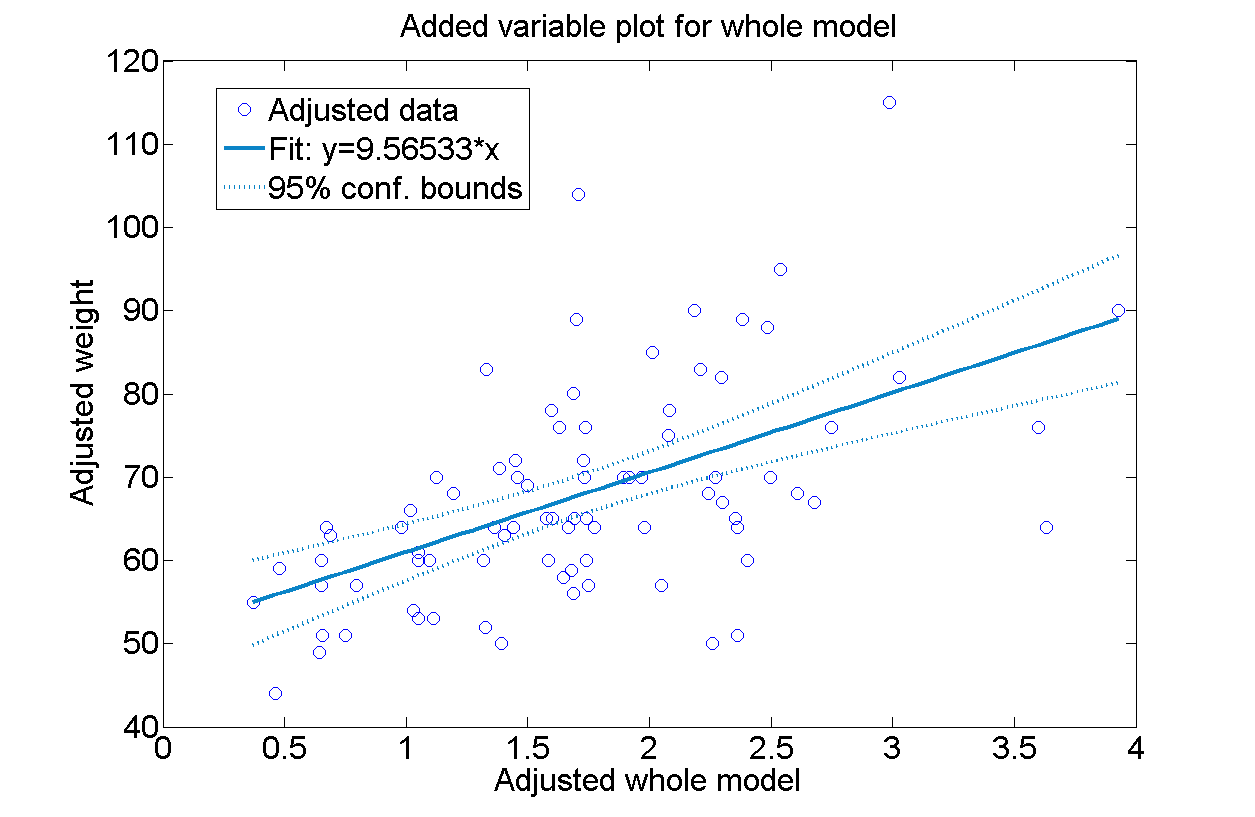 Added variable plot for whole model
120
110
100
90
80
70
60
50
40
Adjusted data
Fit: y=9.56533*x
95% conf. bounds
Adjusted weight
0 0.5 1 1.5 2 2.5 3 3.5 4
Adjusted whole model